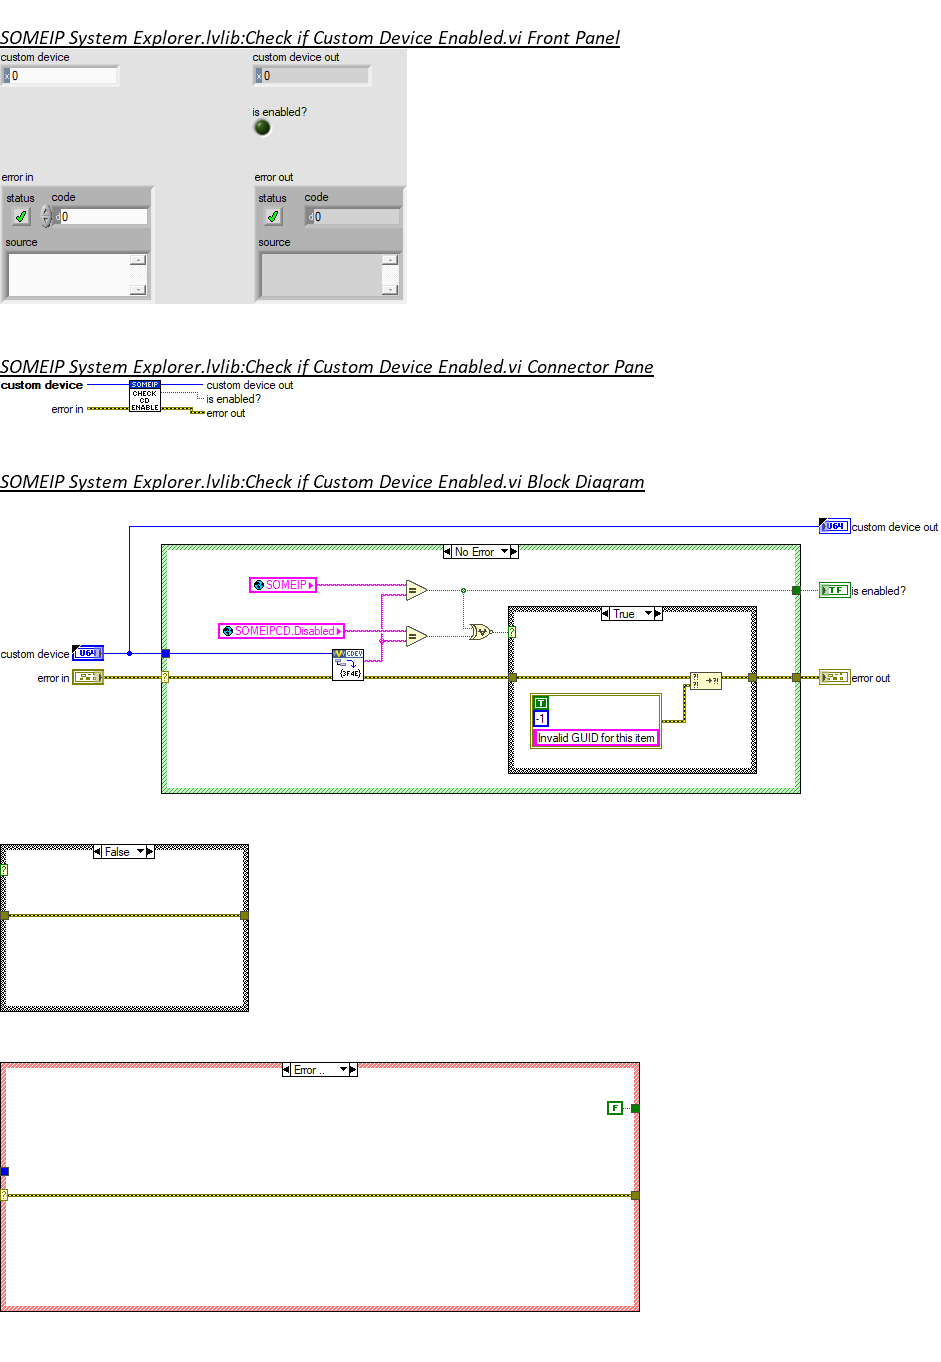 SOMEIP System Explorer.lvlib:Check if Custom Device Enabled.vi Front Panel
custom device
custom device out
x 0
x 0
is enabled?
error in
error out
status code
status code
d 0
d 0
source
source
SOMEIP System Explorer.lvlib:Check if Custom Device Enabled.vi Connector Pane
custom device
SOMEIP
CHECK
CD
ENABLE
custom device out
is enabled?
error in
error out
SOMEIP System Explorer.lvlib:Check if Custom Device Enabled.vi Block Diagram
U64
custom device out
No Error
SOMEIP
=
TF
is enabled?
True
SOMEIPCD.Disabled
=
V
?
custom device
U64
CDEV
{3F4E}
error in
?
?!
?!
→?!
error out
T
-1
Invalid GUID for this item
False
?
Error ..
F
?